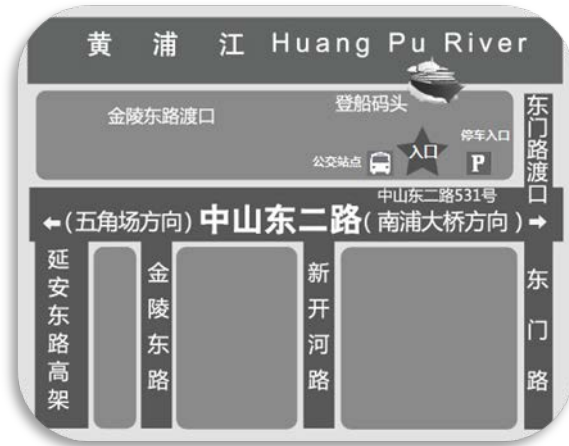 黄浦江 Huang Pu River
登船码头
金陵东路渡口
停车入口
入口
公交站点
P
东门路渡口
中山东二路531号
←(五角场方向)中山东二路(南浦大桥方向)→
延安东路高架
金陵东路
新开河路
东门路